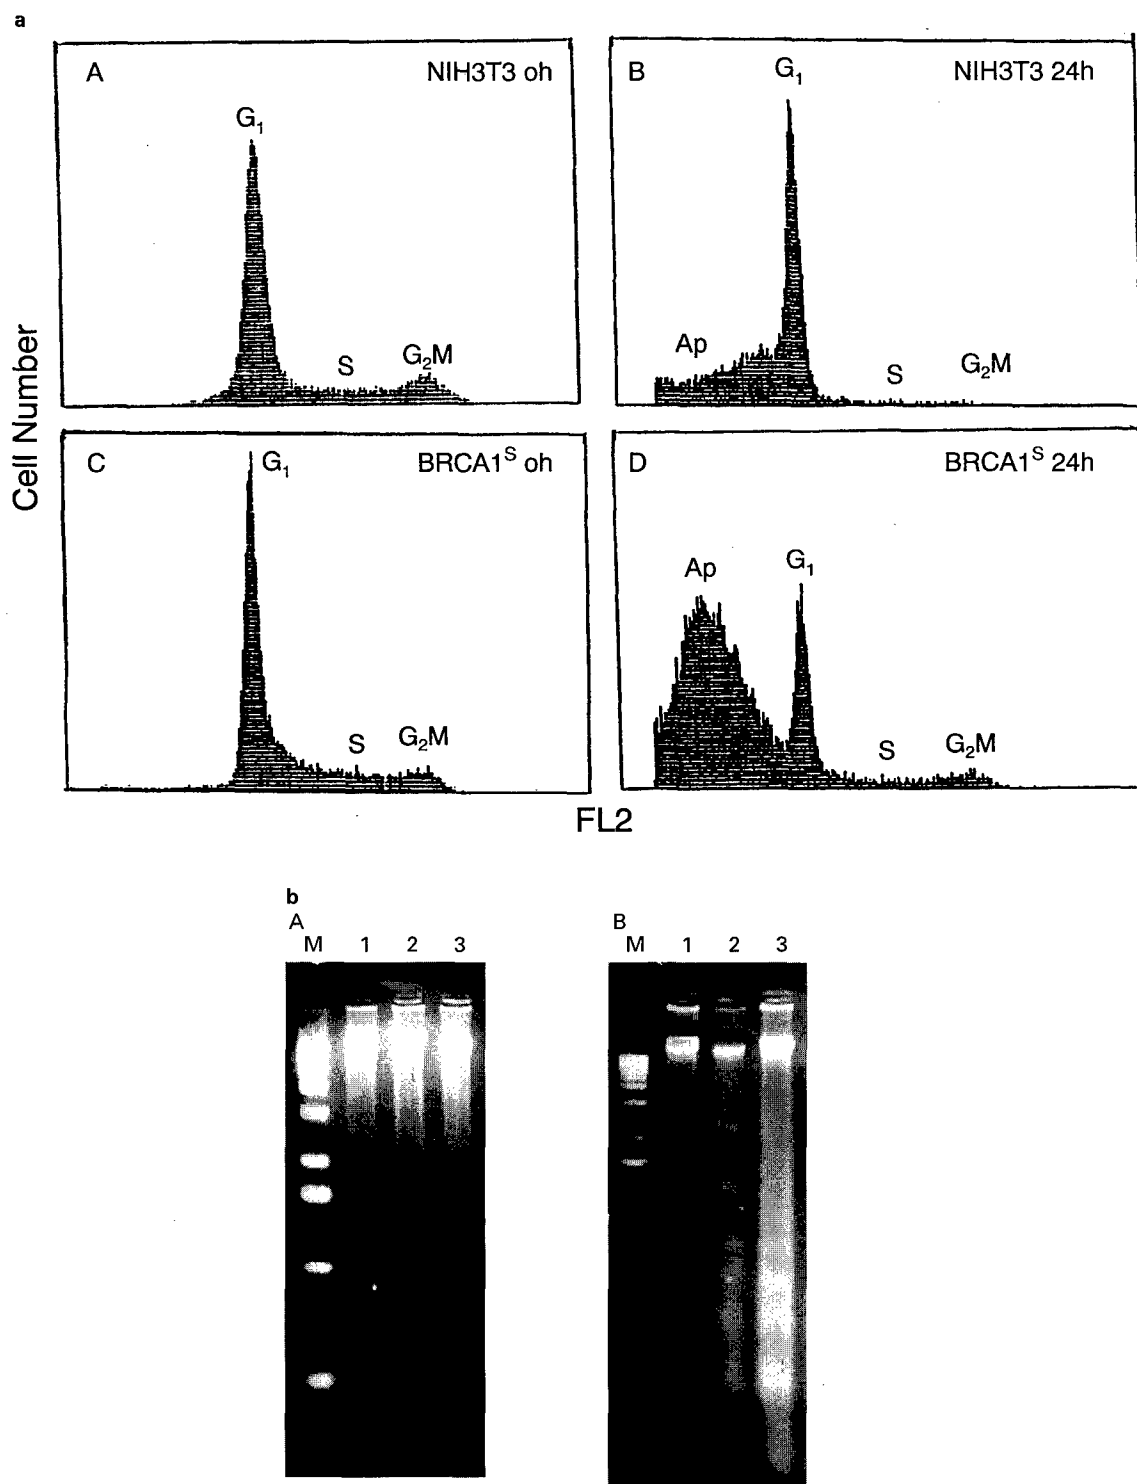 a
A NIH3T3 oh
G₁
S
G₂M
B NIH3T3 24h
G₁
Ap
S
G₂M
Cell Number
C BRCA1ˢ oh
G₁
S
G₂M
D BRCA1ˢ 24h
Ap
G₁
S
G₂M
FL2
b
A
M 1 2 3
B
M 1 2 3